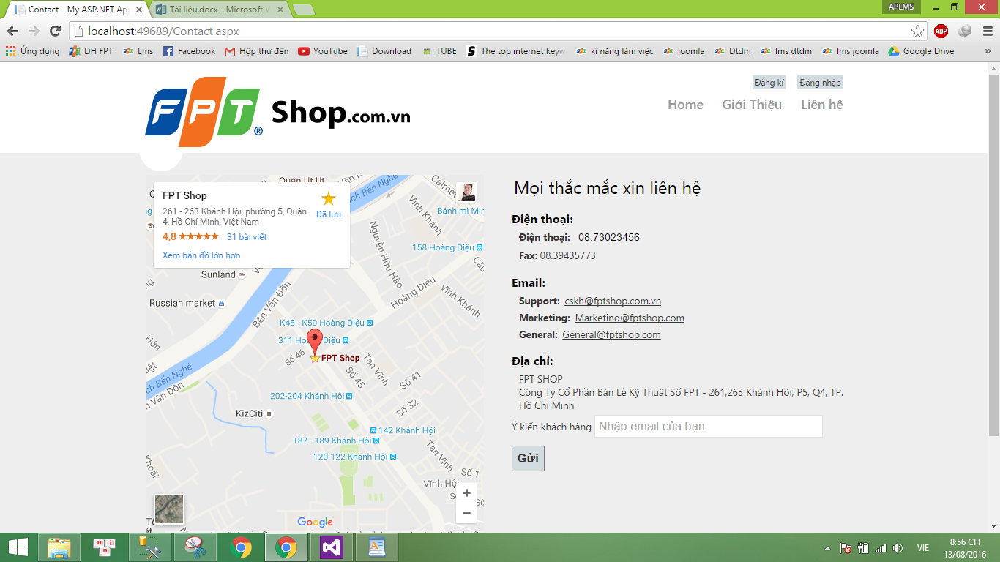 Contact - My ASP.NET Ap
Tài liệu.docx - Microsoft W
APLMS
localhost:49689/Contact.aspx
ABP
Ứng dụng
DH FPT
Lms
Facebook
Hộp thư đến
YouTube
Download
TUBE
The top internet keyw
kĩ năng làm việc
joomla
Dtdm
lms dtdm
lms joomla
Google Drive
»
FPT® Shop.com.vn
Đăng kí
Đăng nhập
Home
Giới Thiệu
Liên hệ
FPT Shop
261 - 263 Khánh Hội, phường 5, Quận
4, Hồ Chí Minh, Việt Nam
Đã lưu
4,8 ★★★★★ 31 bài viết
Xem bản đồ lớn hơn
Quán Út Út
ch Bến Nghé
Calmet
Vĩnh Khánh
Bánh mì Min
Nguyễn Hữu Hào
158 Hoàng Diệu
Sunland
Russian market
Bến Vân Đồn
Hoàng Diệu
Vĩnh Khánh
K48 - K50 Hoàng Diệu
311 Hoàng Diệu
Số 46
FPT Shop
Tân Vĩnh
Số 45
Số 41
ch Bến Nghé
Vân Đồn
202-204 Khánh Hội
Số 32
KizCiti
142 Khánh Hội
187 - 189 Khánh Hội
Tân Vĩnh
120-122 Khánh Hội
Số 1
Vĩnh Hội
+
−
Google
Mọi thắc mắc xin liên hệ
Điện thoại:
Điện thoại: 08.73023456
Fax: 08.39435773
Email:
Support: cskh@fptshop.com.vn
Marketing: Marketing@fptshop.com
General: General@fptshop.com
Địa chỉ:
FPT SHOP
Công Ty Cổ Phần Bán Lẻ Kỹ Thuật Số FPT - 261,263 Khánh Hội, P5, Q4, TP.
Hồ Chí Minh.
Ý kiến khách hàng Nhập email của bạn
Gửi
VIE
8:56 CH
13/08/2016